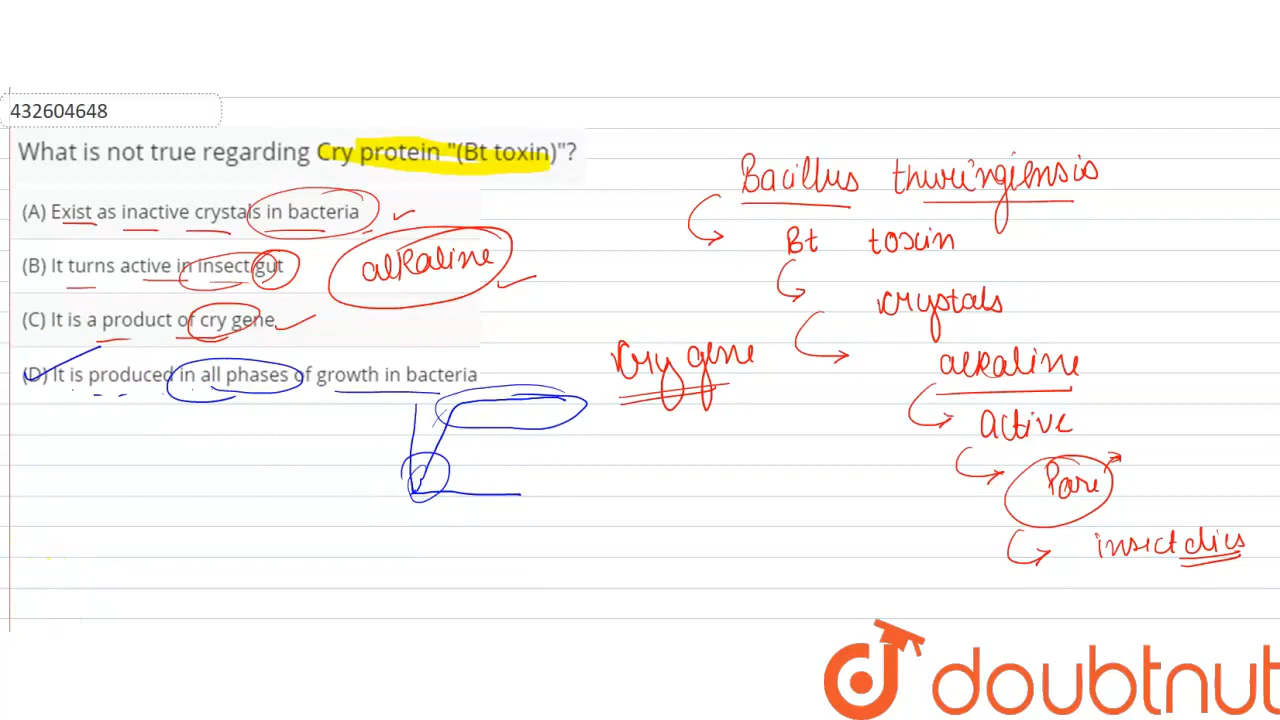 432604648
What is not true regarding Cry protein "(Bt toxin)"?
(A) Exist as inactive crystals in bacteria
(B) It turns active in insect gut
alkaline
(C) It is a product of cry gene
(D) It is produced in all phases of growth in bacteria
Bacillus thuringiensis
Bt toxin
crystals
Cry gene
alkaline
active
Pore
insect dies
doubtnut